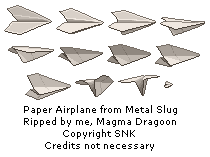 Paper Airplane from Metal Slug
Ripped by me, Magma Dragoon
Copyright SNK
Credits not necessary